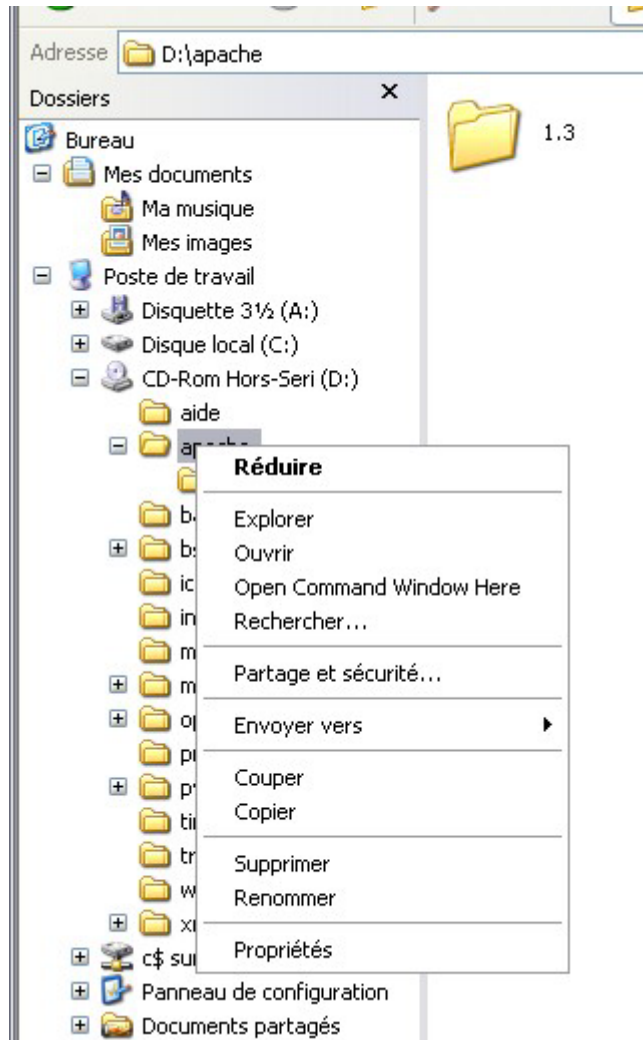 Adresse D:\apache
Dossiers
1.3
Bureau
Mes documents
Ma musique
Mes images
Poste de travail
Disquette 3½ (A:)
Disque local (C:)
CD-Rom Hors-Seri (D:)
aide
apache
Réduire
Explorer
Ouvrir
Open Command Window Here
Rechercher...
Partage et sécurité...
Envoyer vers
Couper
Copier
Supprimer
Renommer
Propriétés
c$ sur
Panneau de configuration
Documents partagés